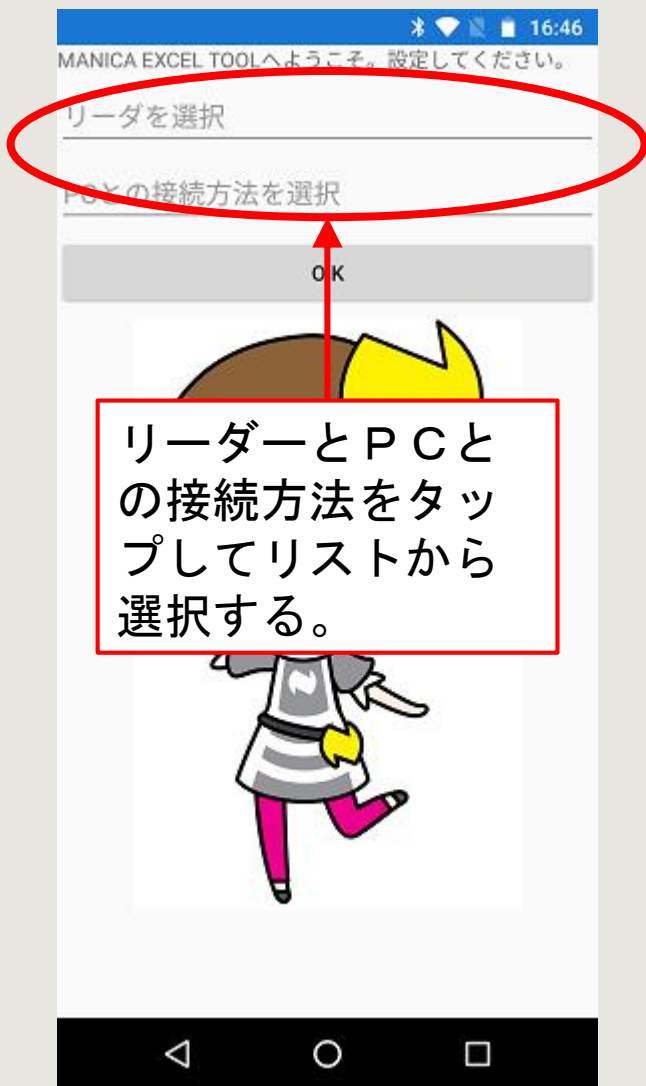 16:46
MANICA EXCEL TOOLへようこそ。設定してください。
リーダを選択
PCとの接続方法を選択
OK
リーダーとＰＣと
の接続方法をタッ
プしてリストから
選択する。